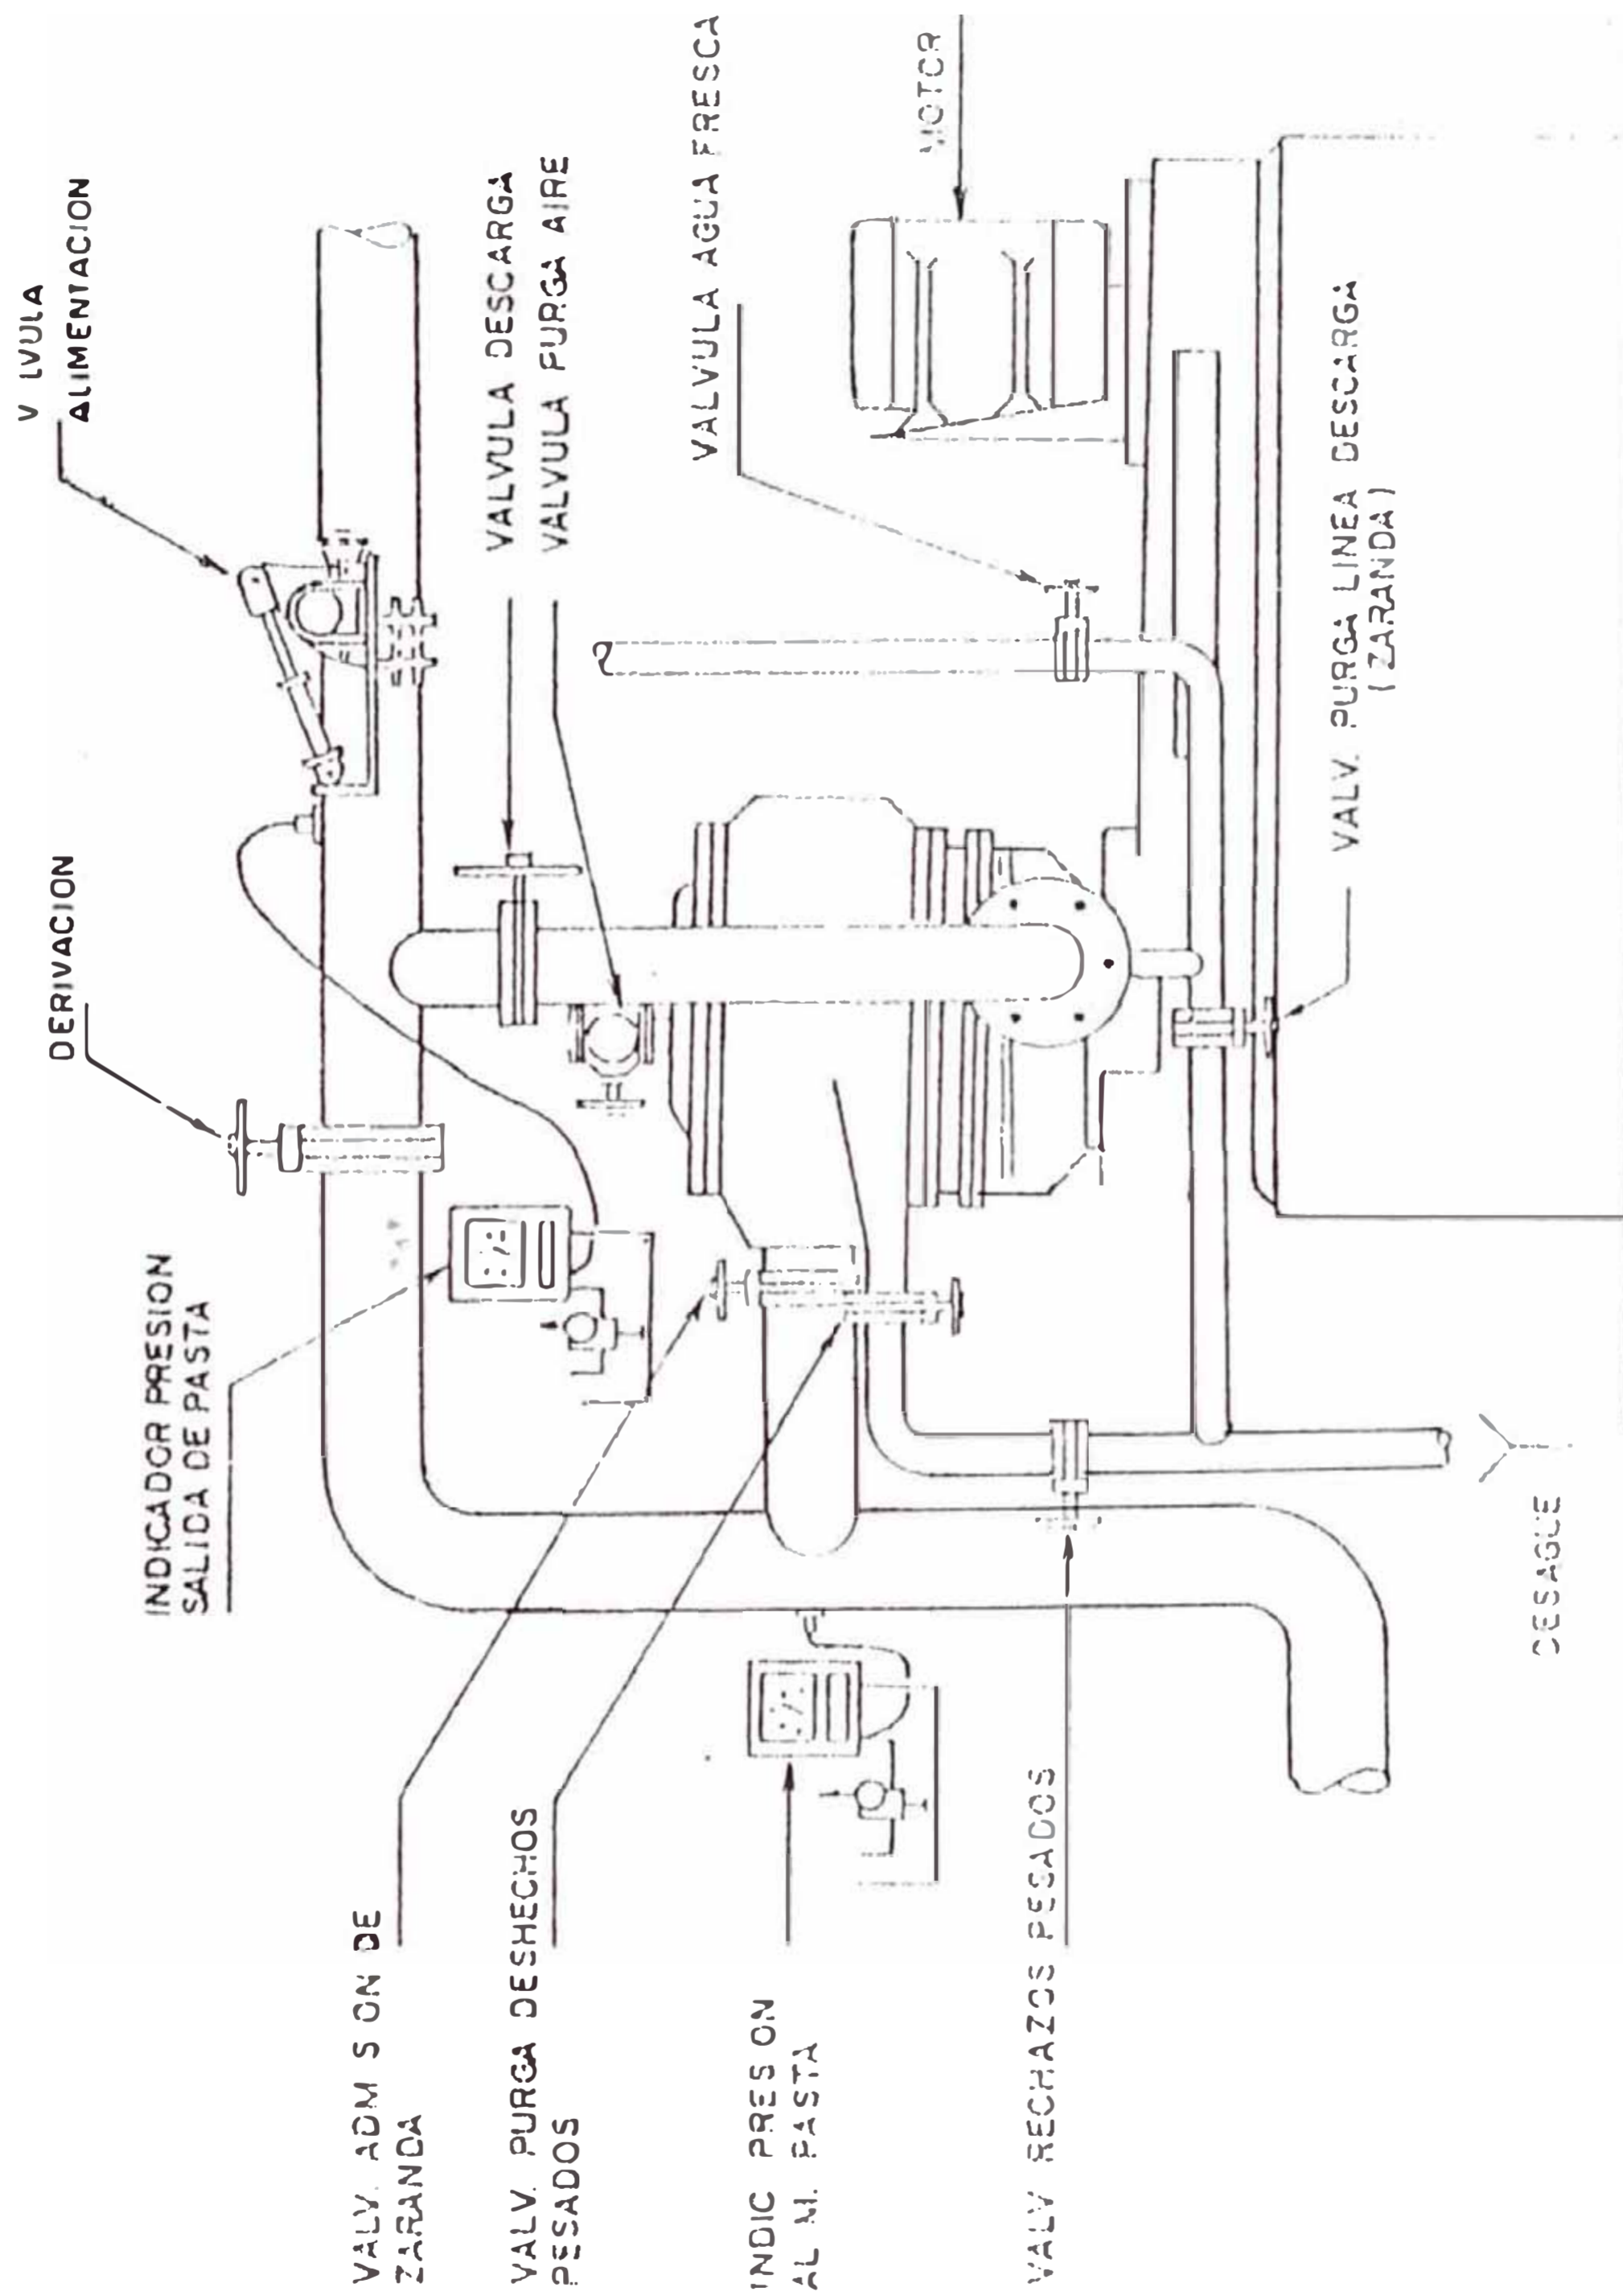 V LVULA
ALIMENTACION
DERIVACION
INDICADOR PRESION
SALIDA DE PASTA
VALVULA DESCARGA
VALVULA PURGA AIRE
VALVULA AGUA FRESCA
MOTOR
VALV. ADM S ON DE
ZARANDA
VALV. PURGA DESHECHOS
PESADOS
INDIC PRES ON
AL M. PASTA
VALV RECHAZOS PESADOS
VALV. PURGA LINEA DESCARGA
(ZARANDA)
DESAGUE